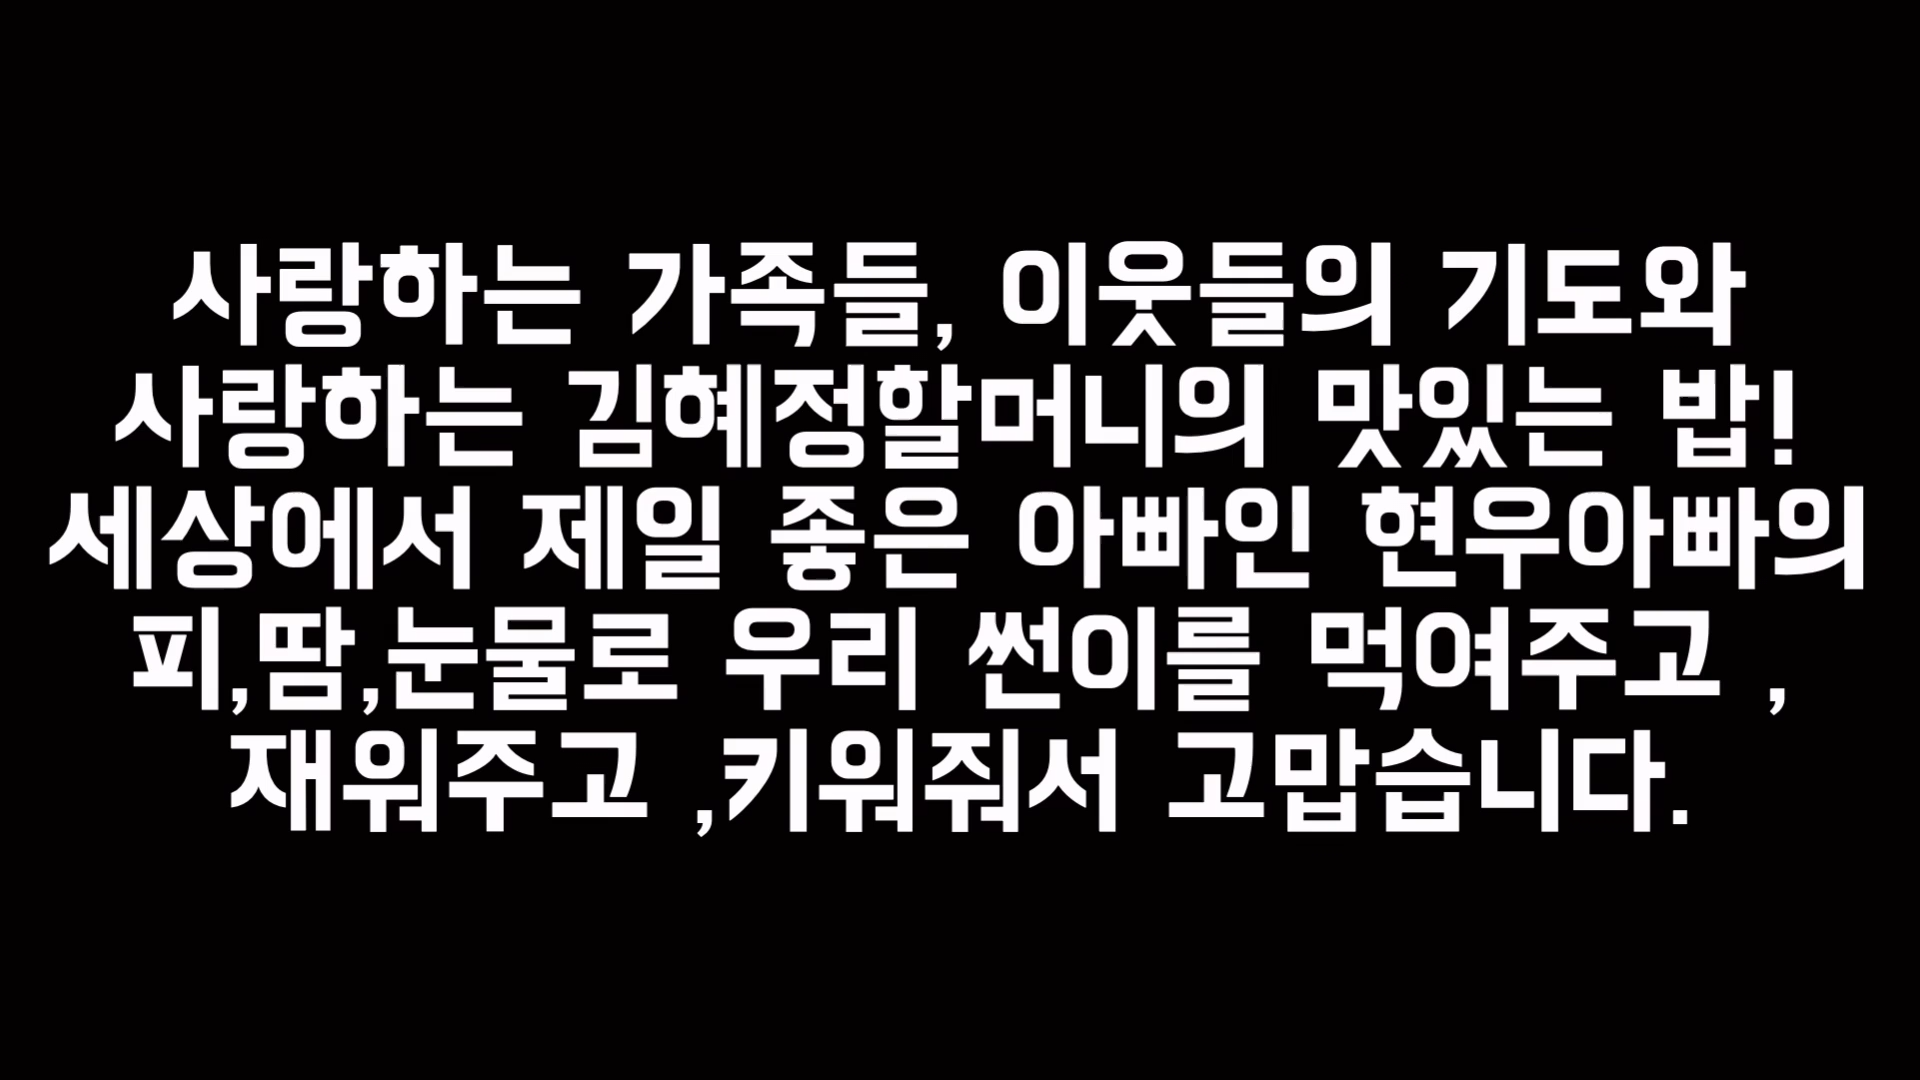 사랑하는 가족들, 이웃들의 기도와
사랑하는 김혜정할머니의 맛있는 밥!
세상에서 제일 좋은 아빠인 현우아빠의
피,땀,눈물로 우리 썬이를 먹여주고 ,
재워주고 ,키워줘서 고맙습니다.